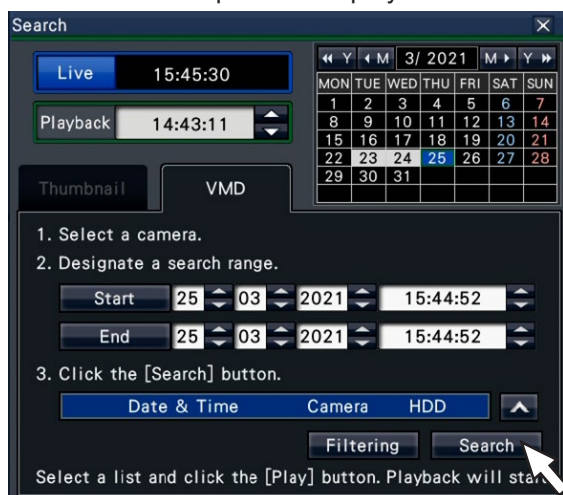 Search
Live 15:45:30
Playback 14:43:11
Y M 3/ 2021 M Y
MON TUE WED THU FRI SAT SUN
1 2 3 4 5 6 7
8 9 10 11 12 13 14
15 16 17 18 19 20 21
22 23 24 25 26 27 28
29 30 31
Thumbnail VMD
1. Select a camera.
2. Designate a search range.
Start 25 03 2021 15:44:52
End 25 03 2021 15:44:52
3. Click the [Search] button.
Date & Time Camera HDD
Filtering Search
Select a list and click the [Play] button. Playback will